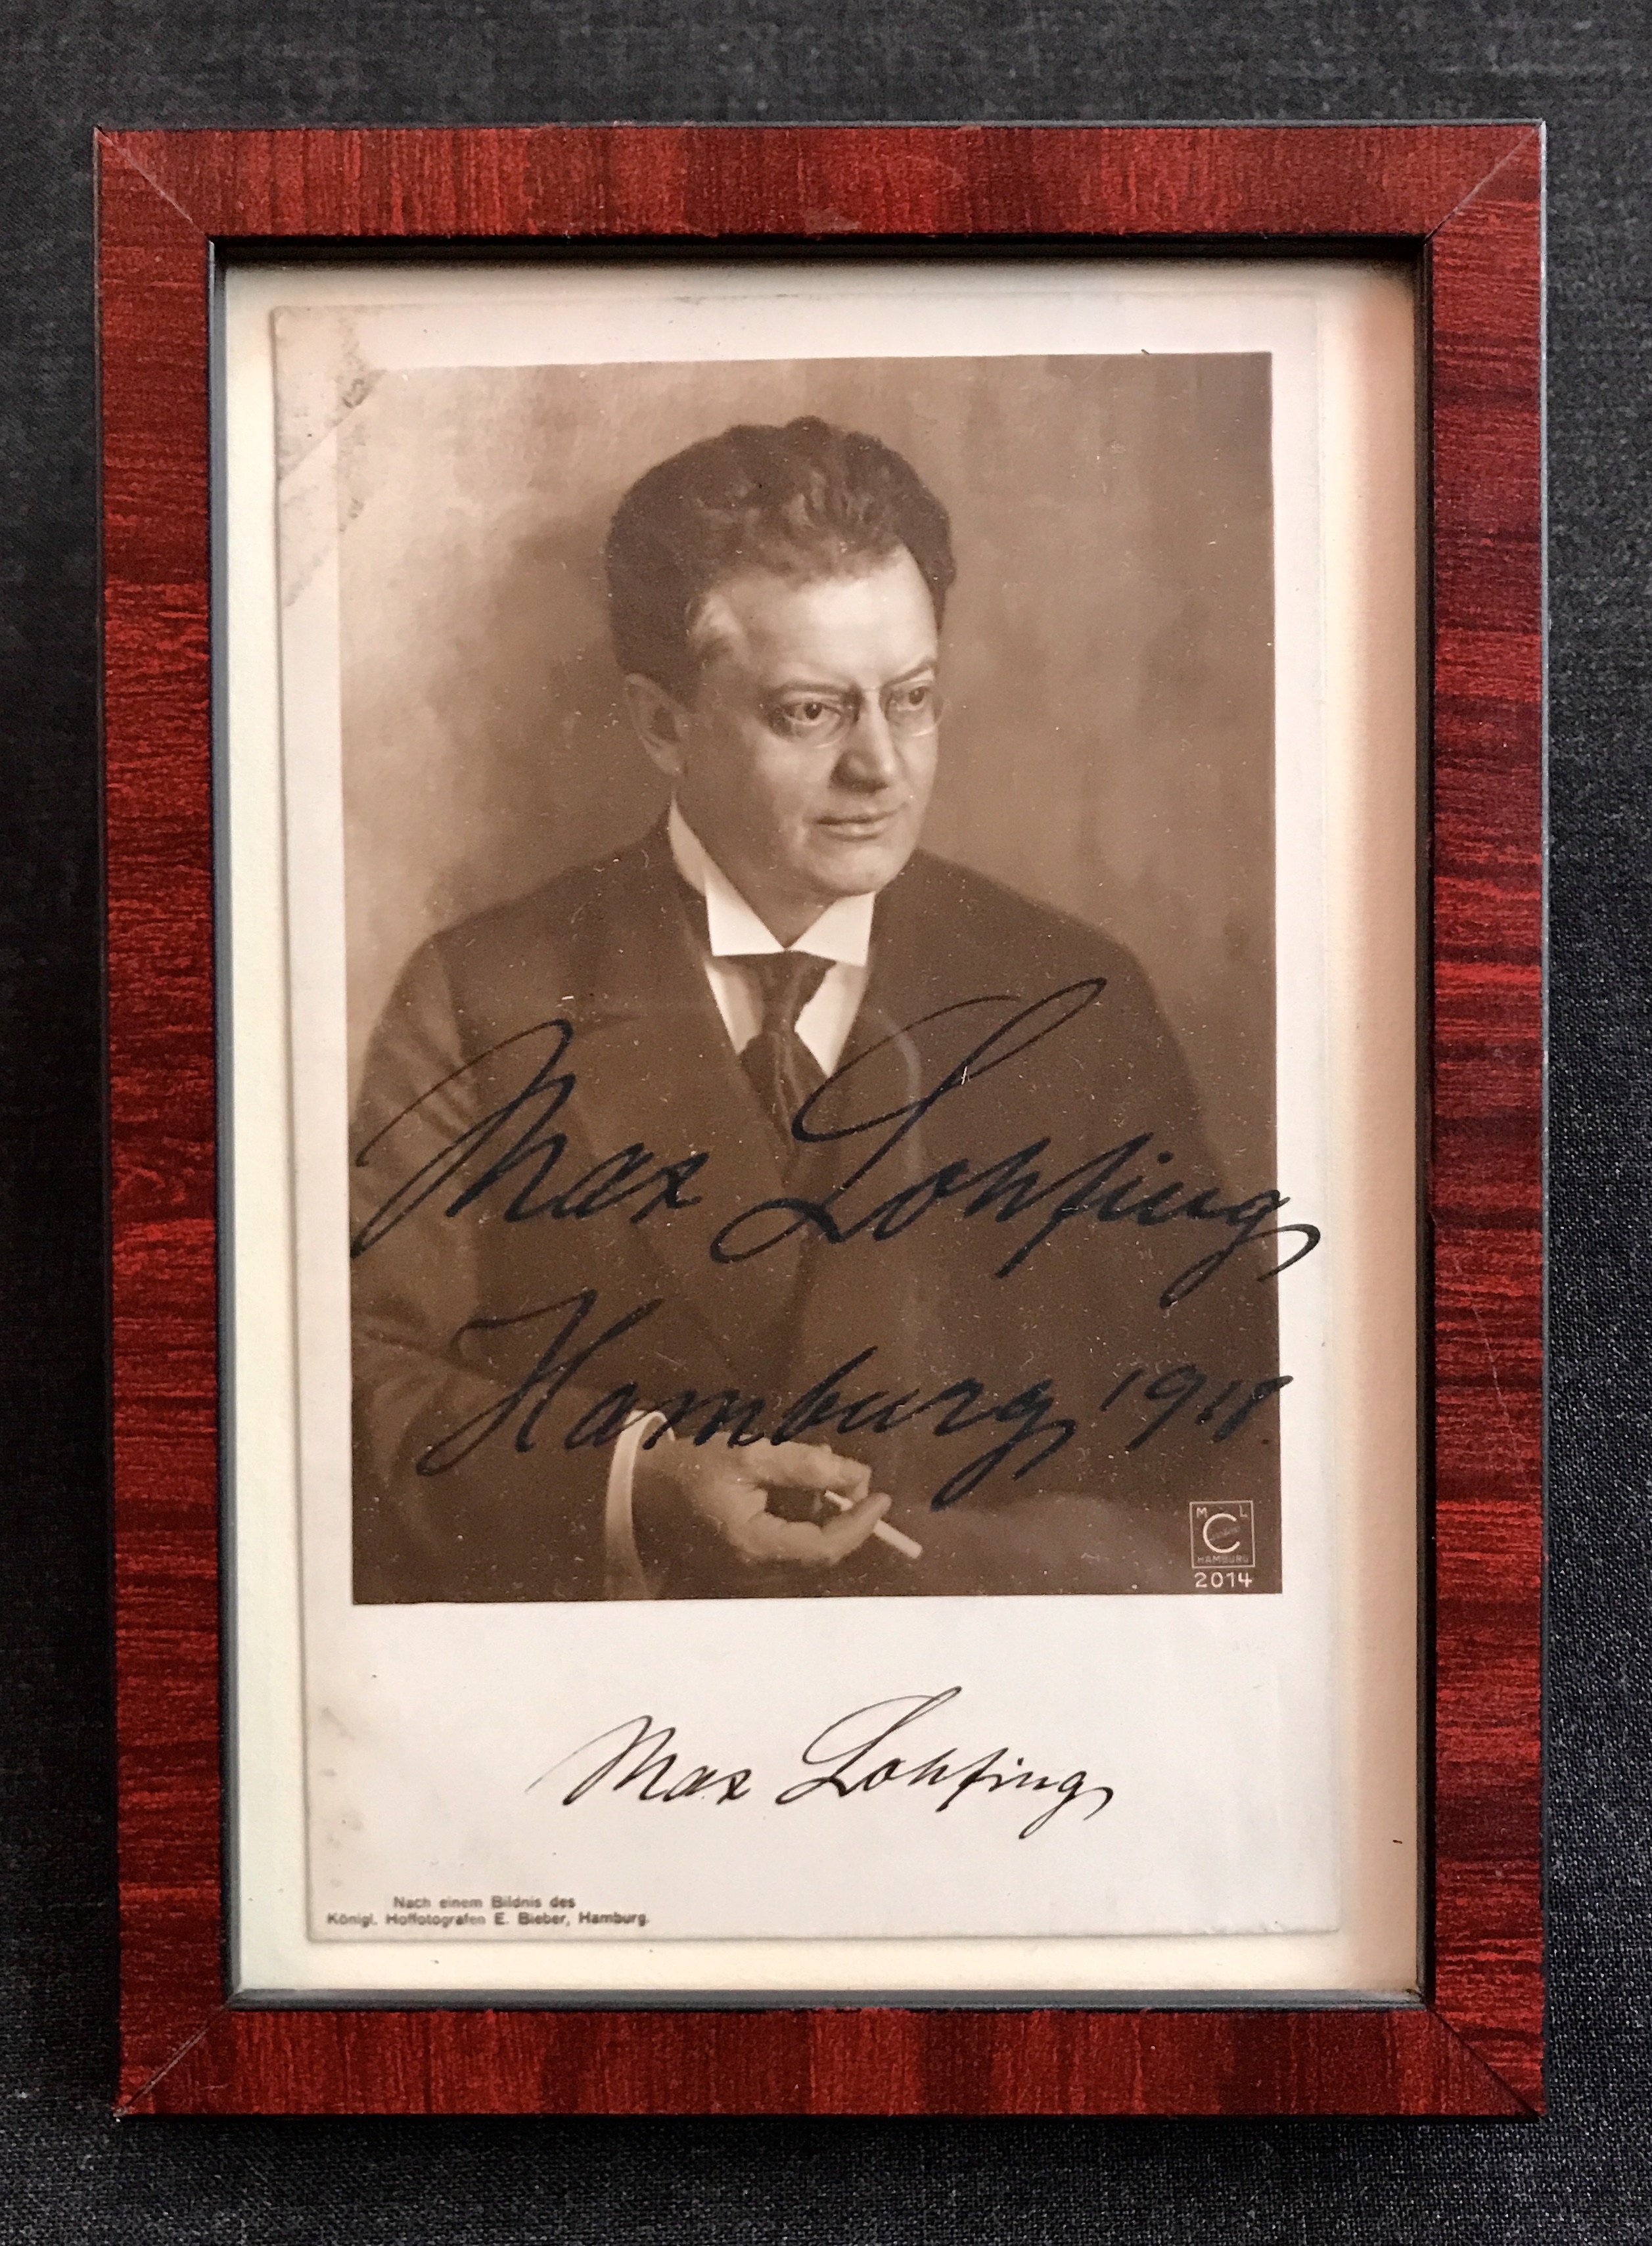 Max Lohfing
Hamburg 1918
M L
C
HAMBURG
2014
Max Lohfing
Nach einem Bildnis des
Königl. Hoffotografen E. Bieber, Hamburg.